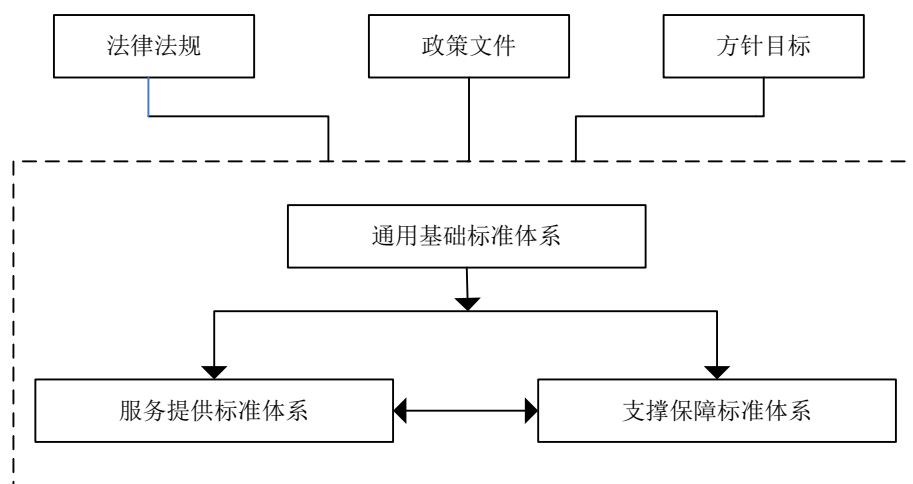 法律法规
政策文件
方针目标
通用基础标准体系
服务提供标准体系
支撑保障标准体系